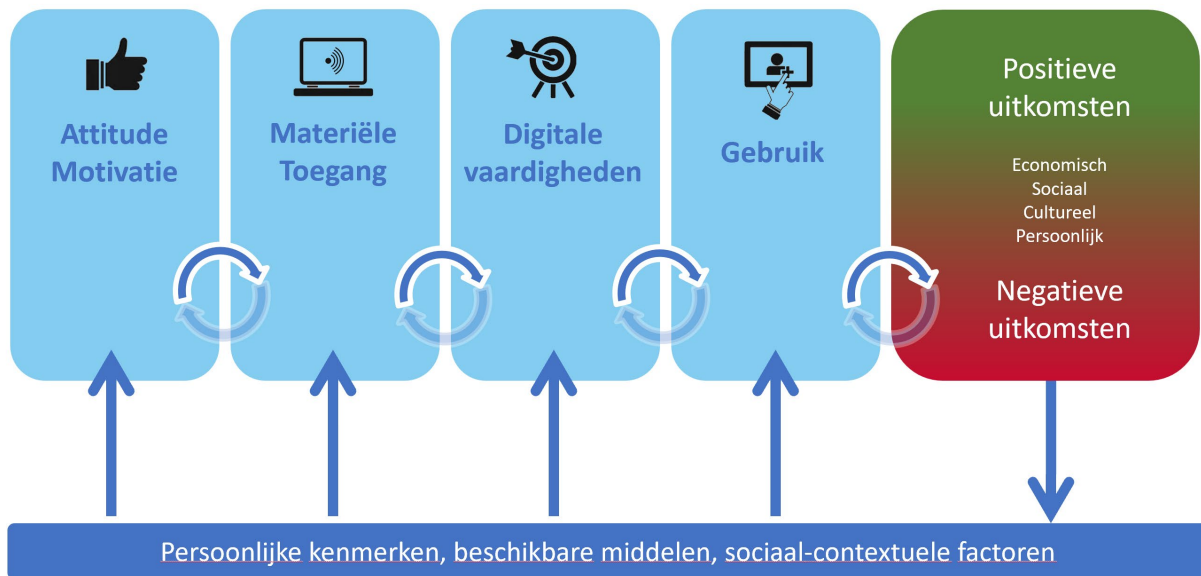 Attitude
Motivatie
Materiële
Toegang
Digitale
vaardigheden
Gebruik
Positieve
uitkomsten
Economisch
Sociaal
Cultureel
Persoonlijk
Negatieve
uitkomsten
Persoonlijke kenmerken, beschikbare middelen, sociaal-contextuele factoren